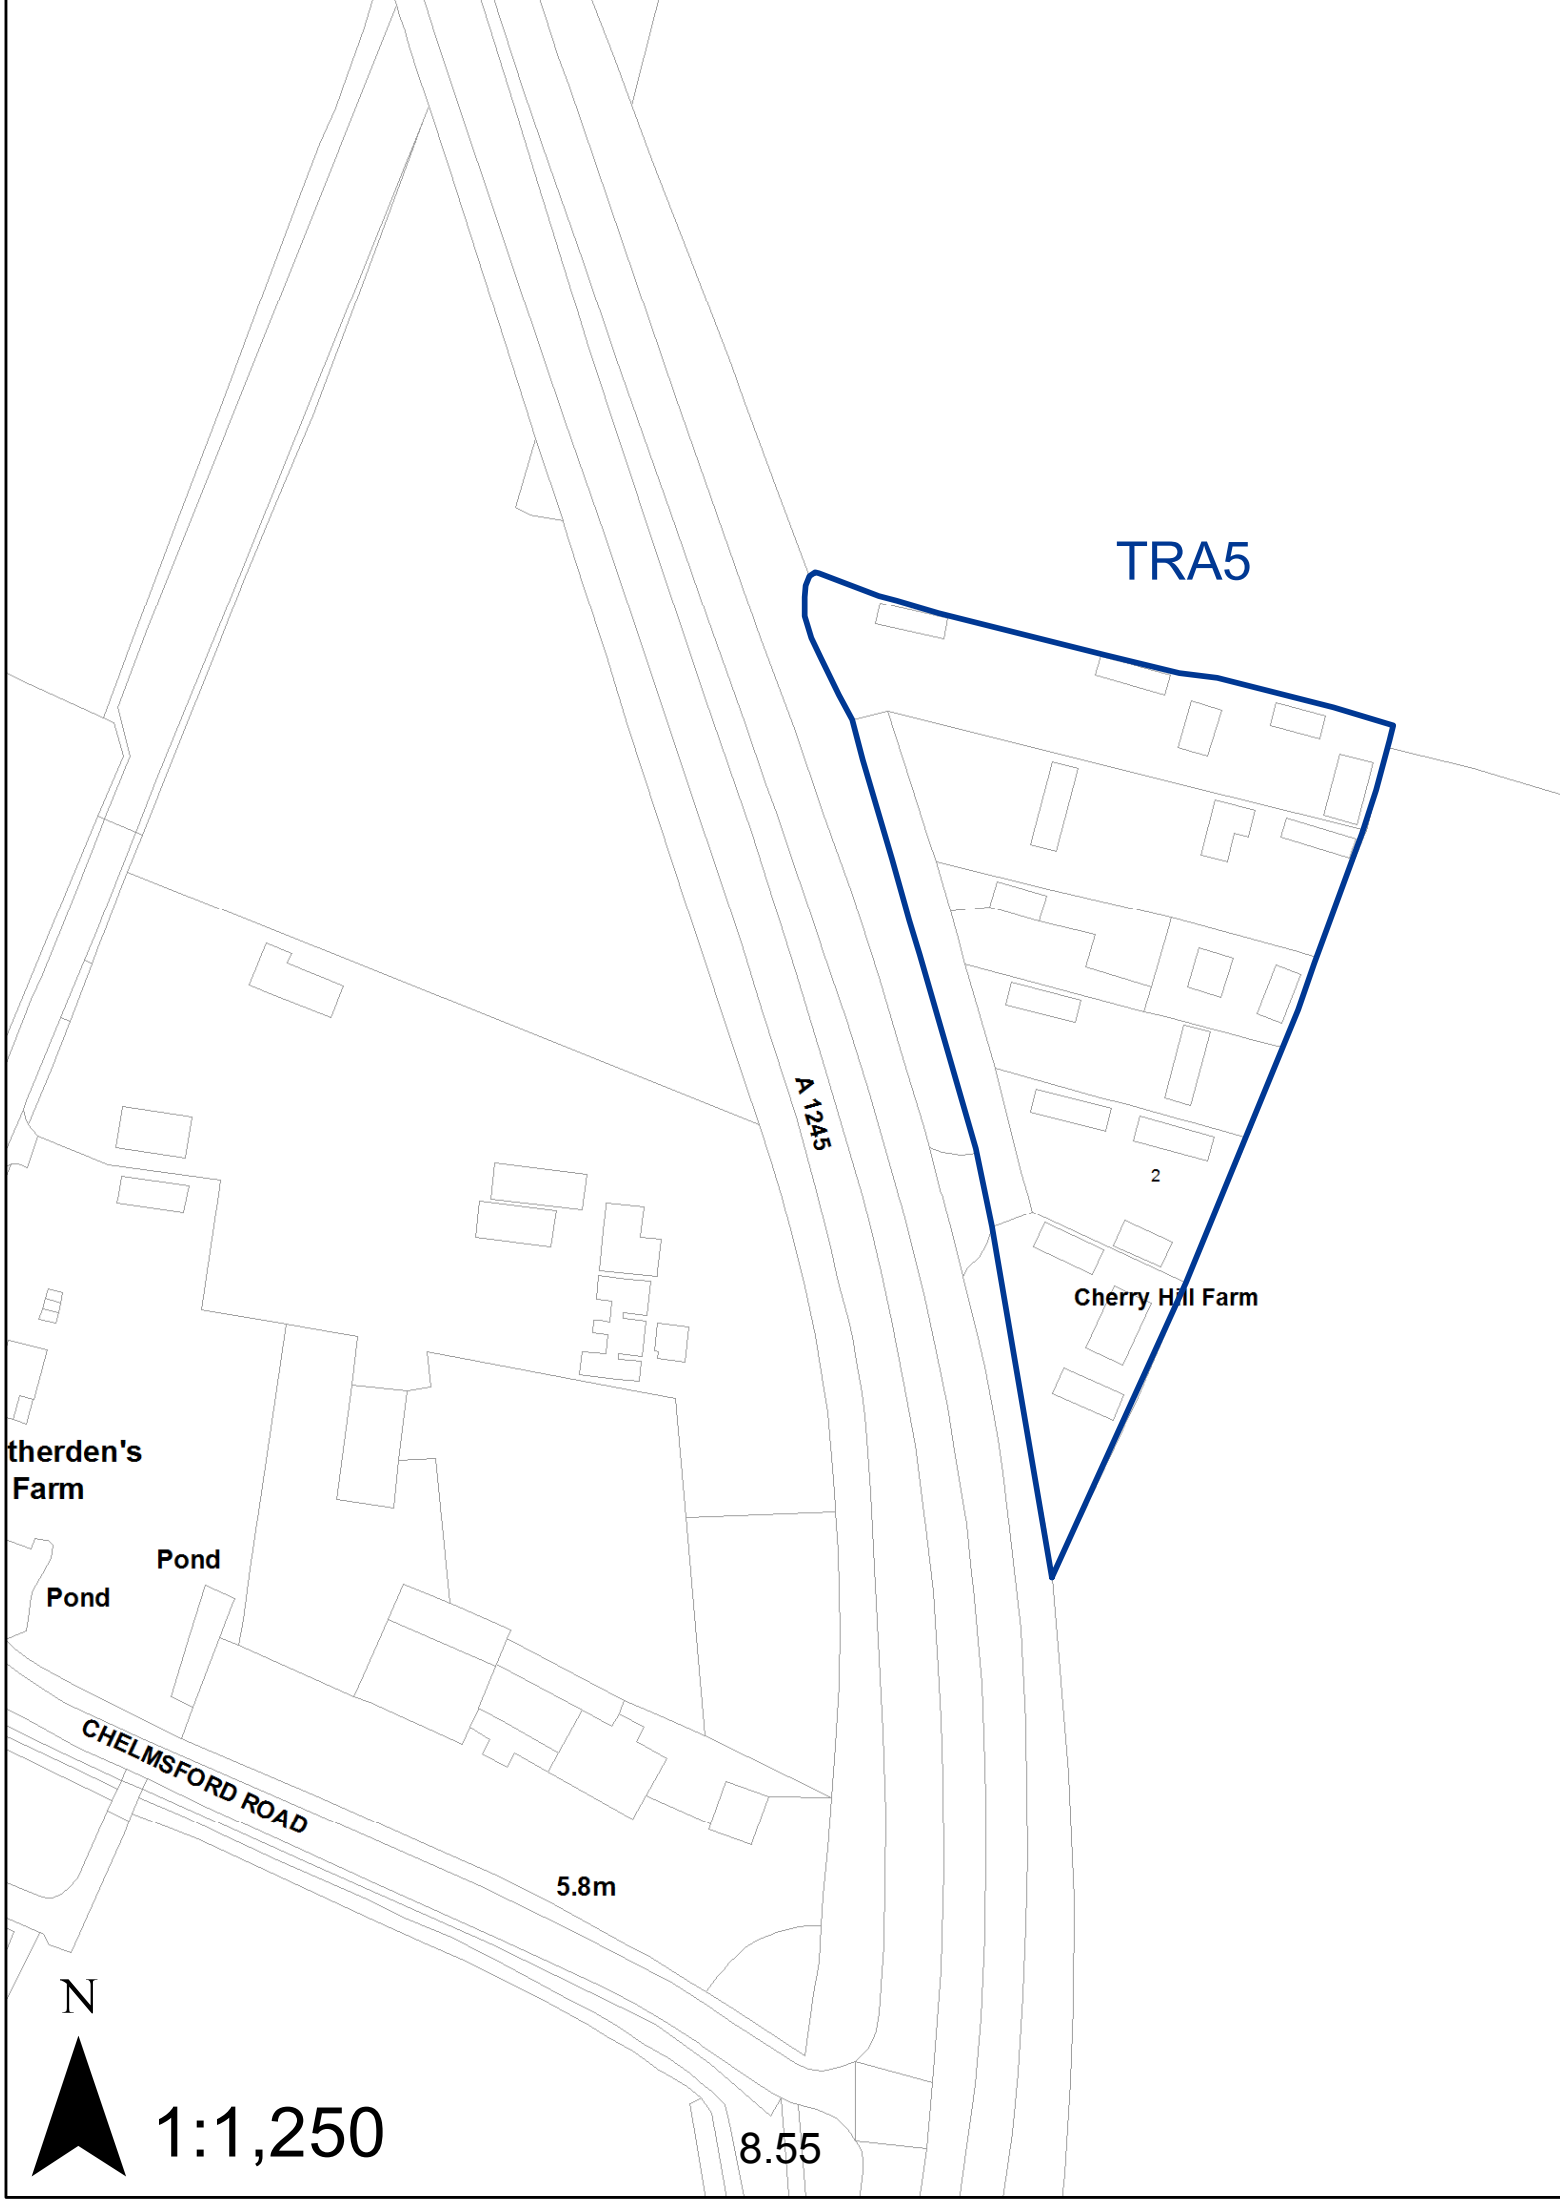 TRA5
A 1245
2
Cherry Hill Farm
therden's
Farm
Pond
Pond
CHELMSFORD ROAD
5.8m
N
1:1,250
8.55